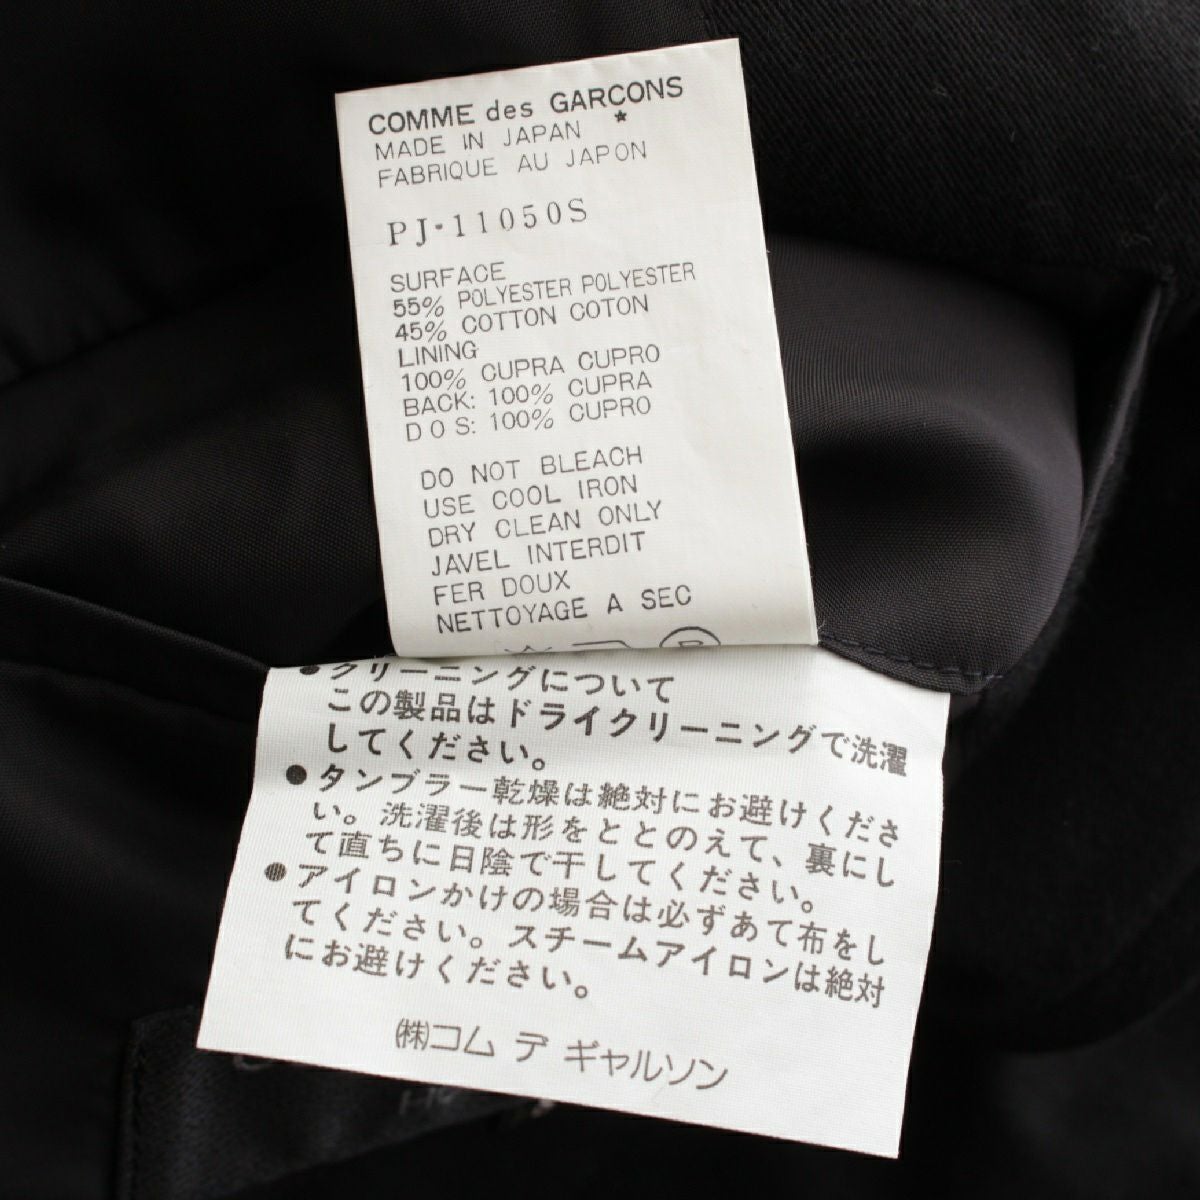 COMME des GARCONS
★
MADE IN JAPAN
FABRIQUE AU JAPON
PJ-11050S
SURFACE
55% POLYESTER POLYESTER
45% COTTON COTON
LINING
100% CUPRA CUPRO
BACK: 100% CUPRA
DOS: 100% CUPRO
DO NOT BLEACH
USE COOL IRON
DRY CLEAN ONLY
JAVEL INTERDIT
FER DOUX
NETTOYAGE A SEC
●クリーニングについて
この製品はドライクリーニングで洗濯
してください。
●タンブラー乾燥は絶対にお避けくださ
い。洗濯後は形をととのえて、裏にし
て直ちに日陰で干してください。
●アイロンかけの場合は必ずあて布をし
てください。スチームアイロンは絶対
にお避けください。
㈱コム デ ギャルソン